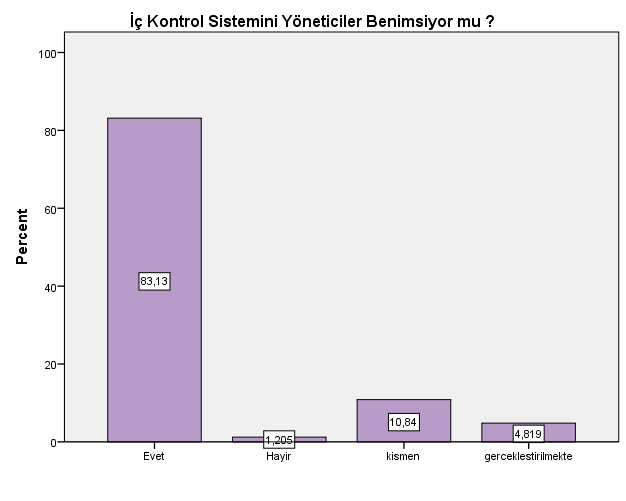 İç Kontrol Sistemini Yöneticiler Benimsiyor mu ?
100
80
60
40
20
0
Percent
83,13
1,205
10,84
4,819
Evet
Hayir
kismen
gerceklestirilmekte